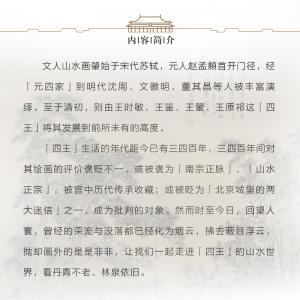 内容简介
文人山水画肇始于宋代苏轼，元人赵孟頫首开门径，经
「元四家」到明代沈周、文徵明、董其昌等人被丰富演
绎。至于清初，则由王时敏、王鉴、王翚、王原祁这「四
王」将其发展到前所未有的高度。
「四王」生活的年代距今已有三四百年，三四百年间对
其绘画的评价褒贬不一。或被褒为「南宗正脉」、「山水
正宗」，被宫中历代传承收藏；或被贬为「北京城里的两
大迷信」之一，成为批判的对象。然而时至今日，回望人
寰，曾经的荣宠与没落都已经化为烟云，拂去蔽目浮云，
抛却画外的是是非非，让我们一起走进「四王」的山水世
界，看丹青不老、林泉依旧。